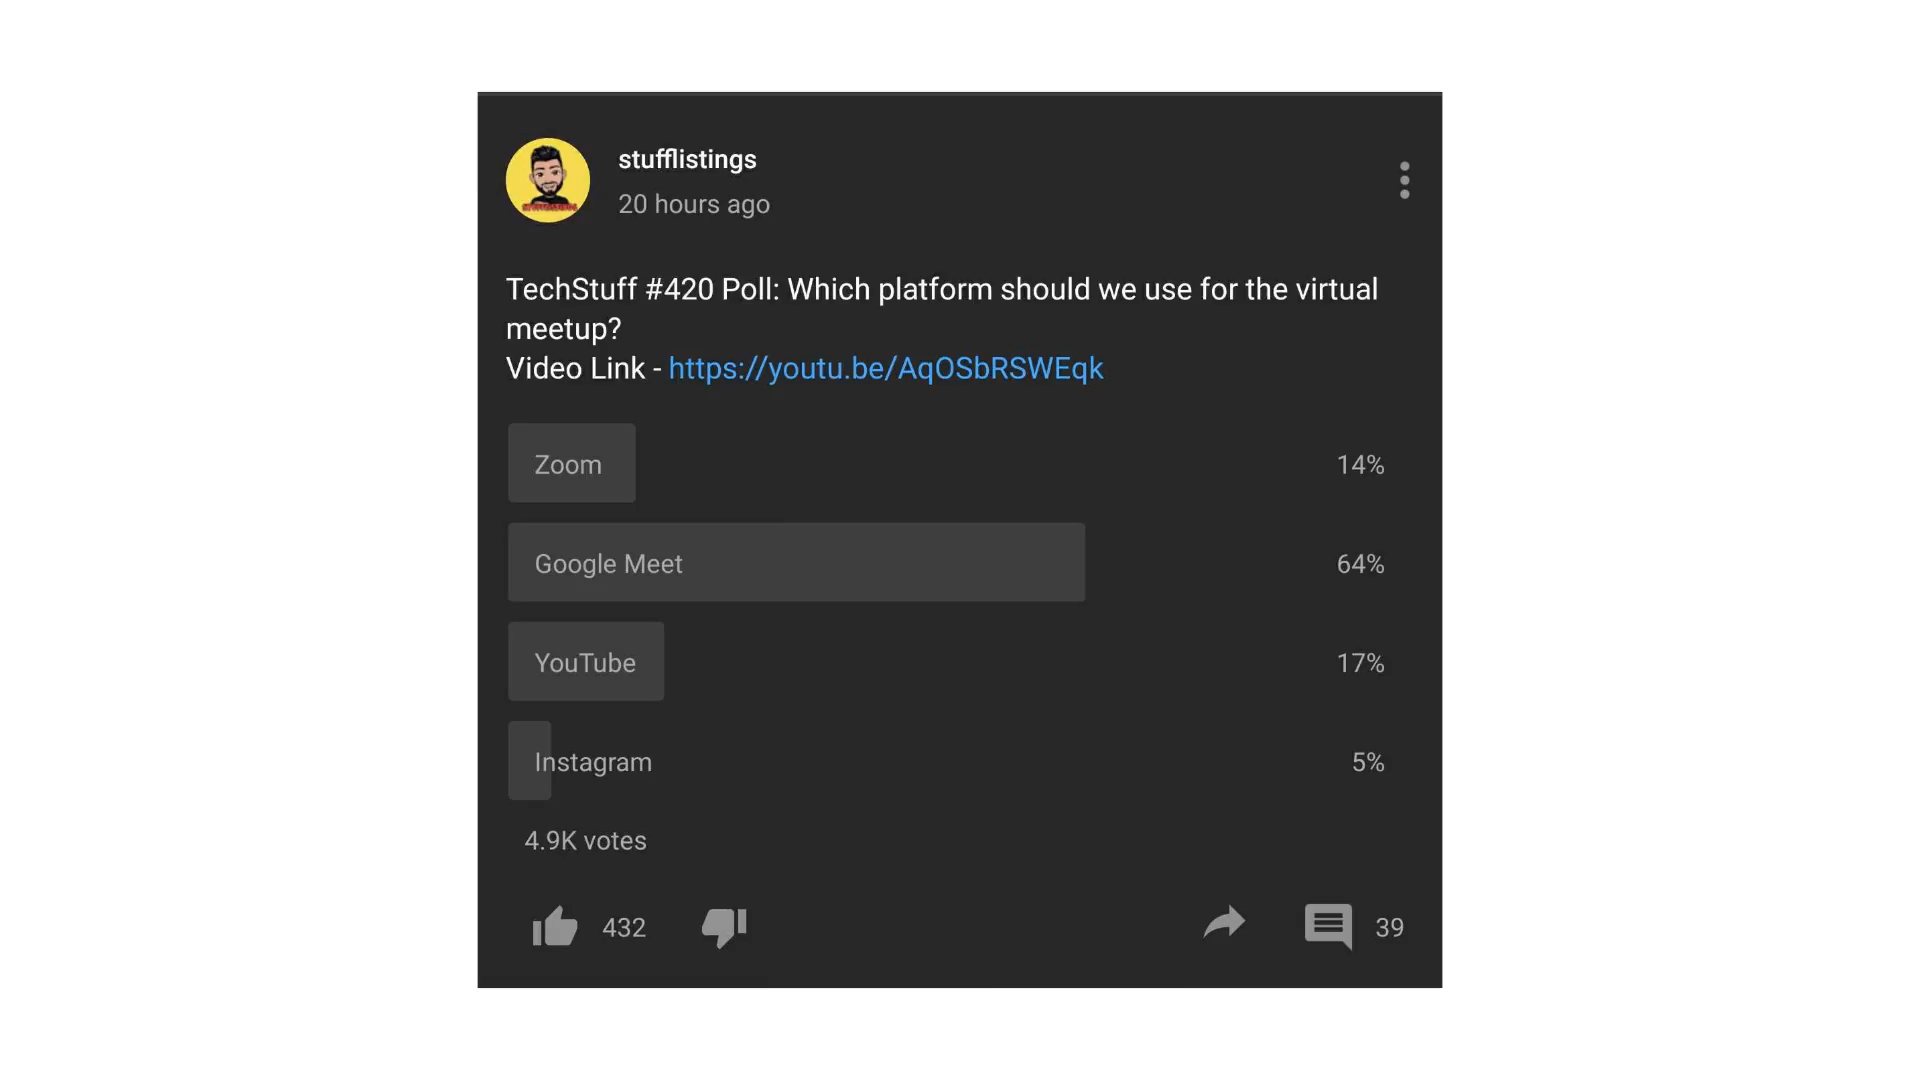 stufflistings
20 hours ago
TechStuff #420 Poll: Which platform should we use for the virtual
meetup?
Video Link - https://youtu.be/AqOSbRSWEqk
Zoom 14%
Google Meet 64%
YouTube 17%
Instagram 5%
4.9K votes
432 39